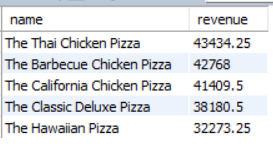 name revenue
The Thai Chicken Pizza 43434.25
The Barbecue Chicken Pizza 42768
The California Chicken Pizza 41409.5
The Classic Deluxe Pizza 38180.5
The Hawaiian Pizza 32273.25